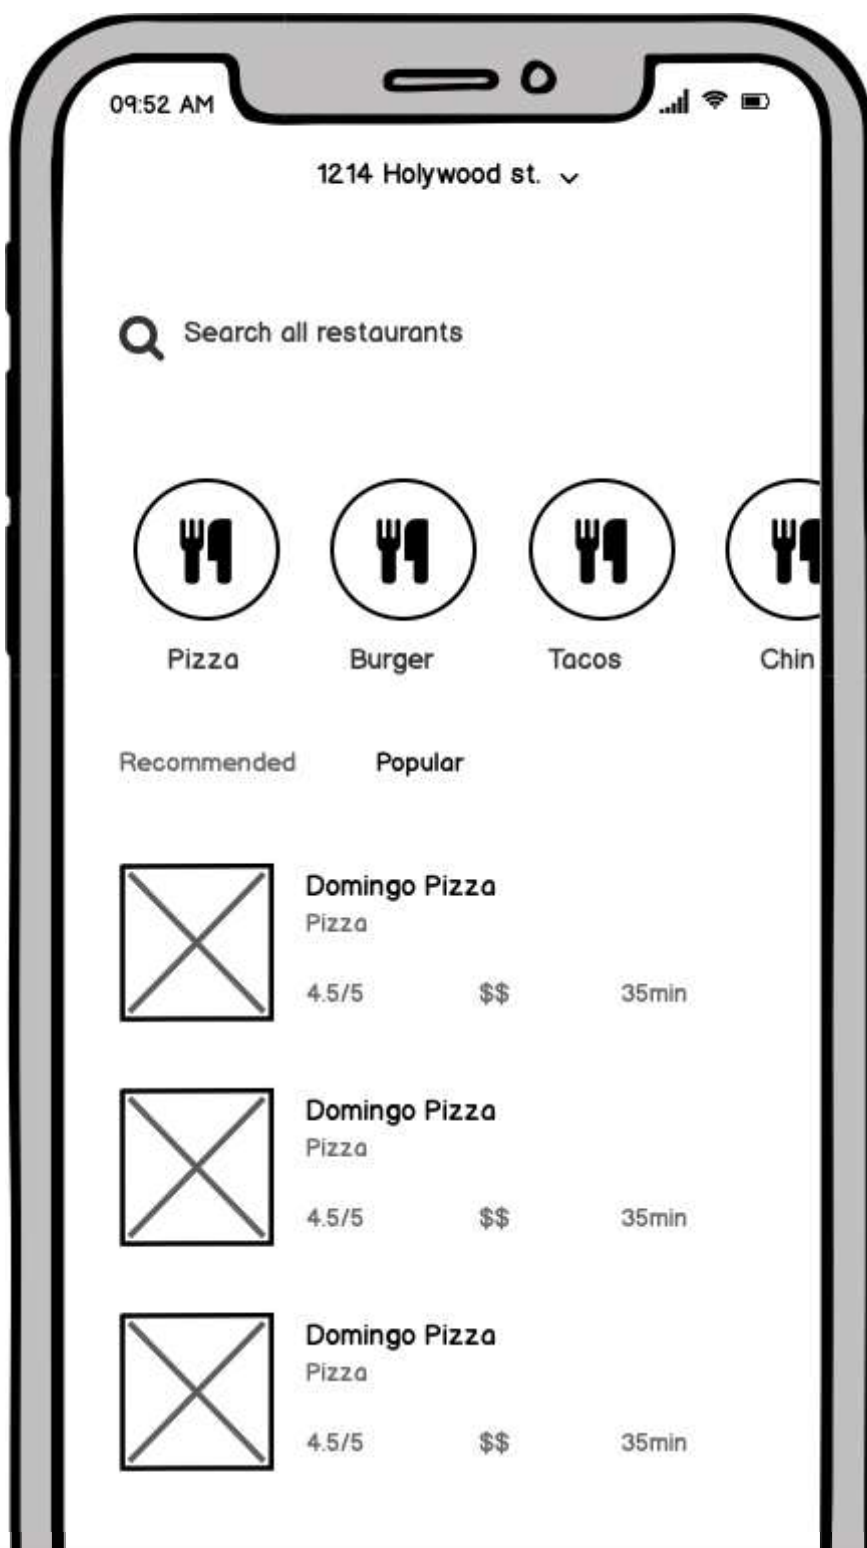 09:52 AM
1214 Holywood st.
Search all restaurants
Pizza Burger Tacos Chin
Recommended Popular
Domingo Pizza
Pizza
4.5/5 $$ 35min
Domingo Pizza
Pizza
4.5/5 $$ 35min
Domingo Pizza
Pizza
4.5/5 $$ 35min